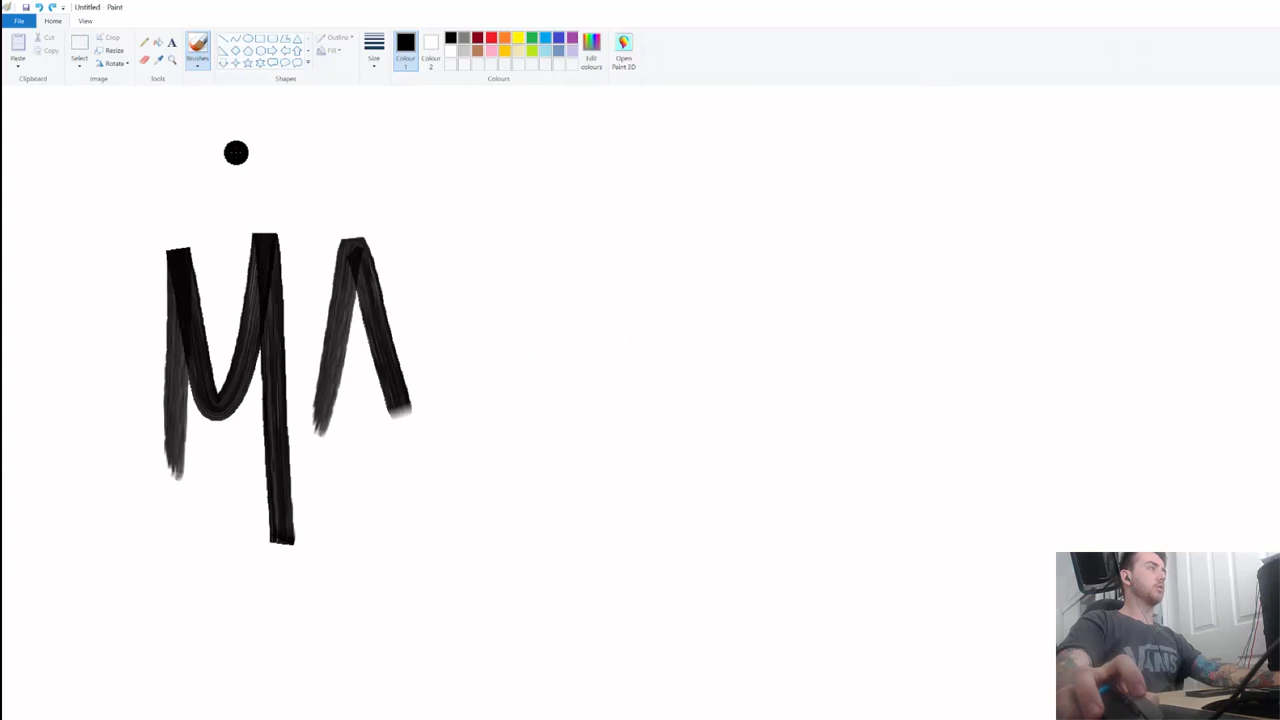 Untitled - Paint
File Home View
Paste Cut Copy Clipboard
Select Crop Resize Rotate Image
Tools
Brushes
Shapes Outline Fill
Size
Colour 1 Colour 2 Edit colours Colours
Open Paint 3D
M
VANS